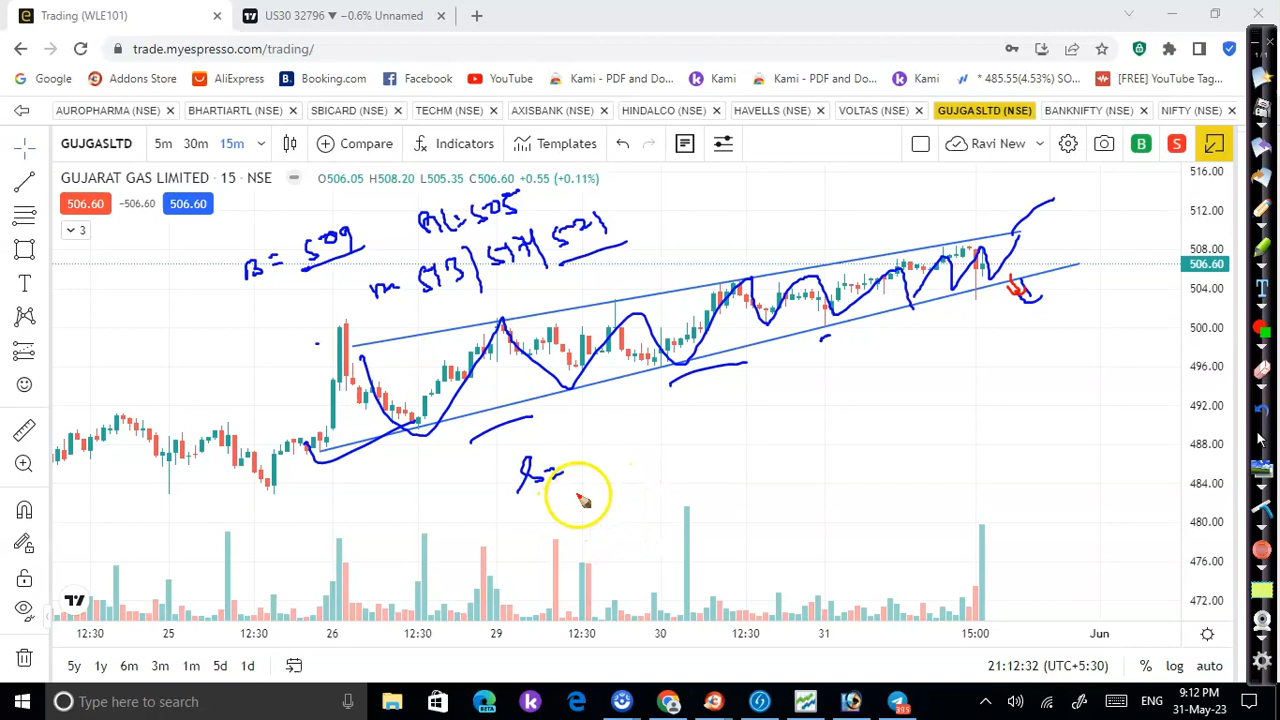 Trading (WLE101)
US30 32796 ▼ −0.6% Unnamed
trade.myespresso.com/trading/
Google Addons Store AliExpress Booking.com Facebook YouTube Kami - PDF and Do... Kami Kami - PDF and Do... Kami * 485.55(4.53%) SO... [FREE] YouTube Tag...
AUROPHARMA (NSE) BHARTIARTL (NSE) SBICARD (NSE) TECHM (NSE) AXISBANK (NSE) HINDALCO (NSE) HAVELLS (NSE) VOLTAS (NSE) GUJGASLTD (NSE) BANKNIFTY (NSE) NIFTY (NSE)
GUJGASLTD 5m 30m 15m Compare Indicators Templates Ravi New B S
GUJARAT GAS LIMITED · 15 · NSE O506.05 H508.20 L505.35 C506.60 +0.55 (+0.11%)
506.60 −506.60 506.60
3
B = 509
= 505
513 / 517 / 521
516.00
512.00
508.00
506.60
504.00
500.00
496.00
492.00
488.00
484.00
480.00
476.00
472.00
12:30 25 12:30 26 12:30 29 12:30 30 12:30 31 15:00 Jun
5y 1y 6m 3m 1m 5d 1d 21:12:32 (UTC+5:30) % log auto
Type here to search
BETA
395
ENG
9:12 PM
31-May-23
1/1